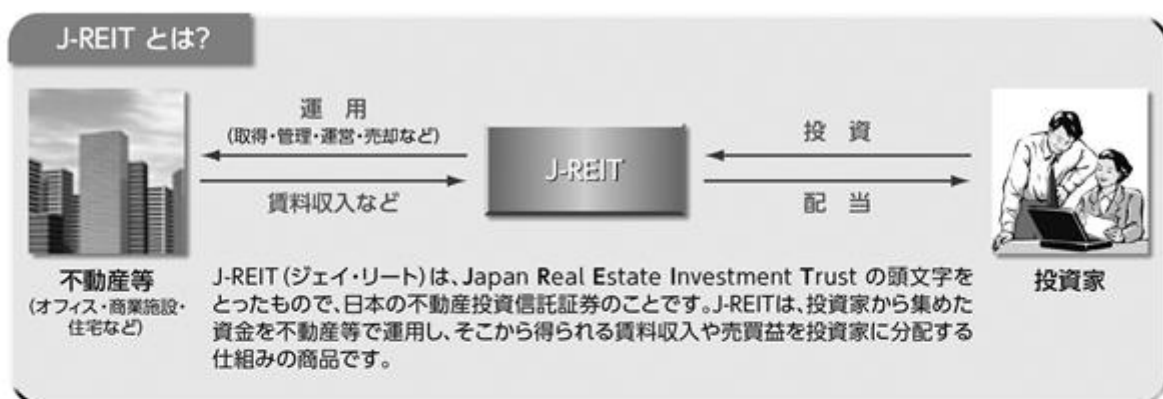 J-REIT とは?
運 用
(取得・管理・運営・売却など)
J-REIT
投 資
賃料収入など
配 当
不動産等
(オフィス・商業施設・
住宅など)
J-REIT(ジェイ・リート)は、Japan Real Estate Investment Trust の頭文字を
とったもので、日本の不動産投資信託証券のことです。J-REITは、投資家から集めた
資金を不動産等で運用し、そこから得られる賃料収入や売買益を投資家に分配する
仕組みの商品です。
投資家